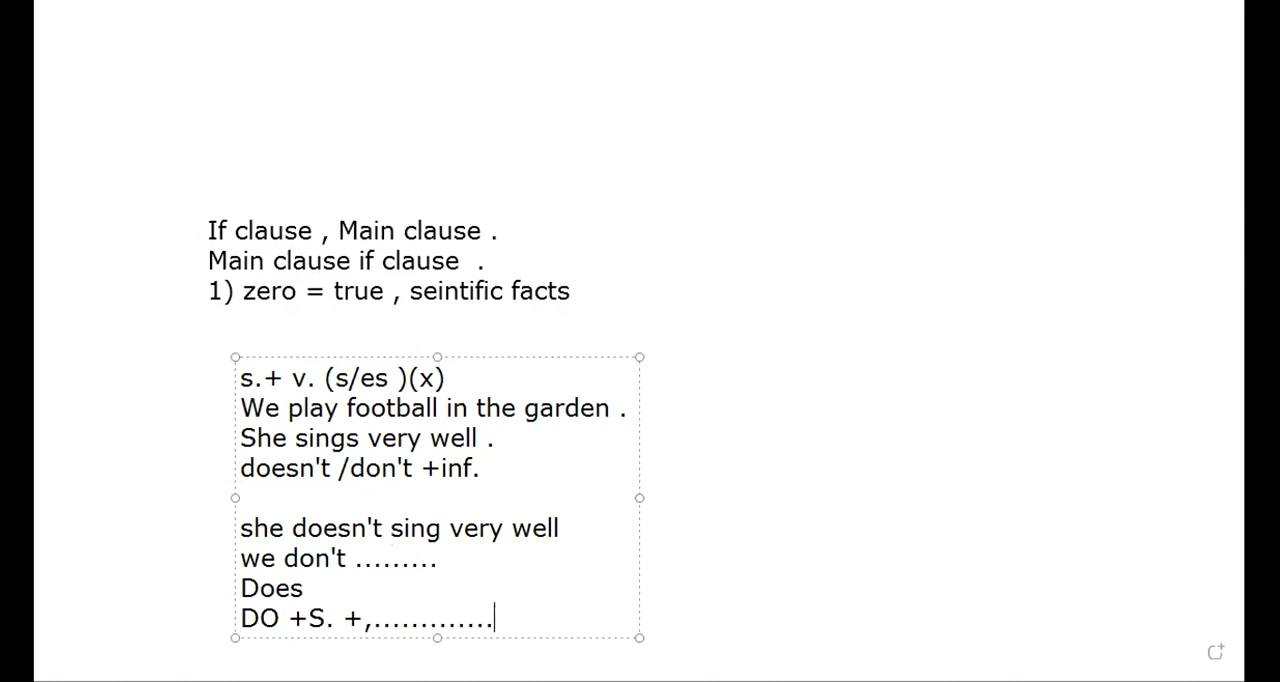 If clause , Main clause .
Main clause if clause  .
1) zero = true , seintific facts
s.+ v. (s/es )(x)
We play football in the garden .
She sings very well .
doesn't /don't +inf.
she doesn't sing very well
we don't .........
Does
DO +S. +,.............